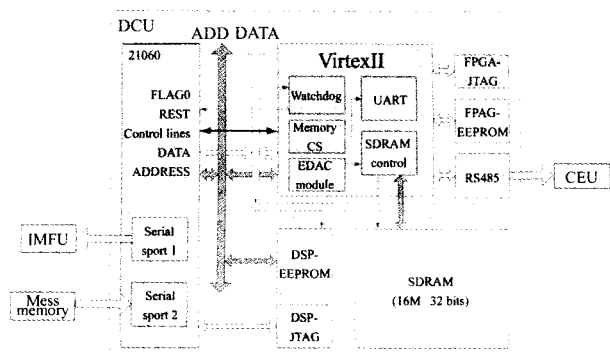 DCU
ADD DATA
21060
VirtexII
FPGA-
JTAG
FLAG0
REST
Control lines
DATA
ADDRESS
Watchdog
UART
Memory
CS
SDRAM
control
EDAC
module
FPAG-
EEPROM
RS485
CEU
IMFU
Serial
sport 1
Mess
memory
Serial
sport 2
DSP-
EEPROM
DSP-
JTAG
SDRAM
(16M 32 bits)